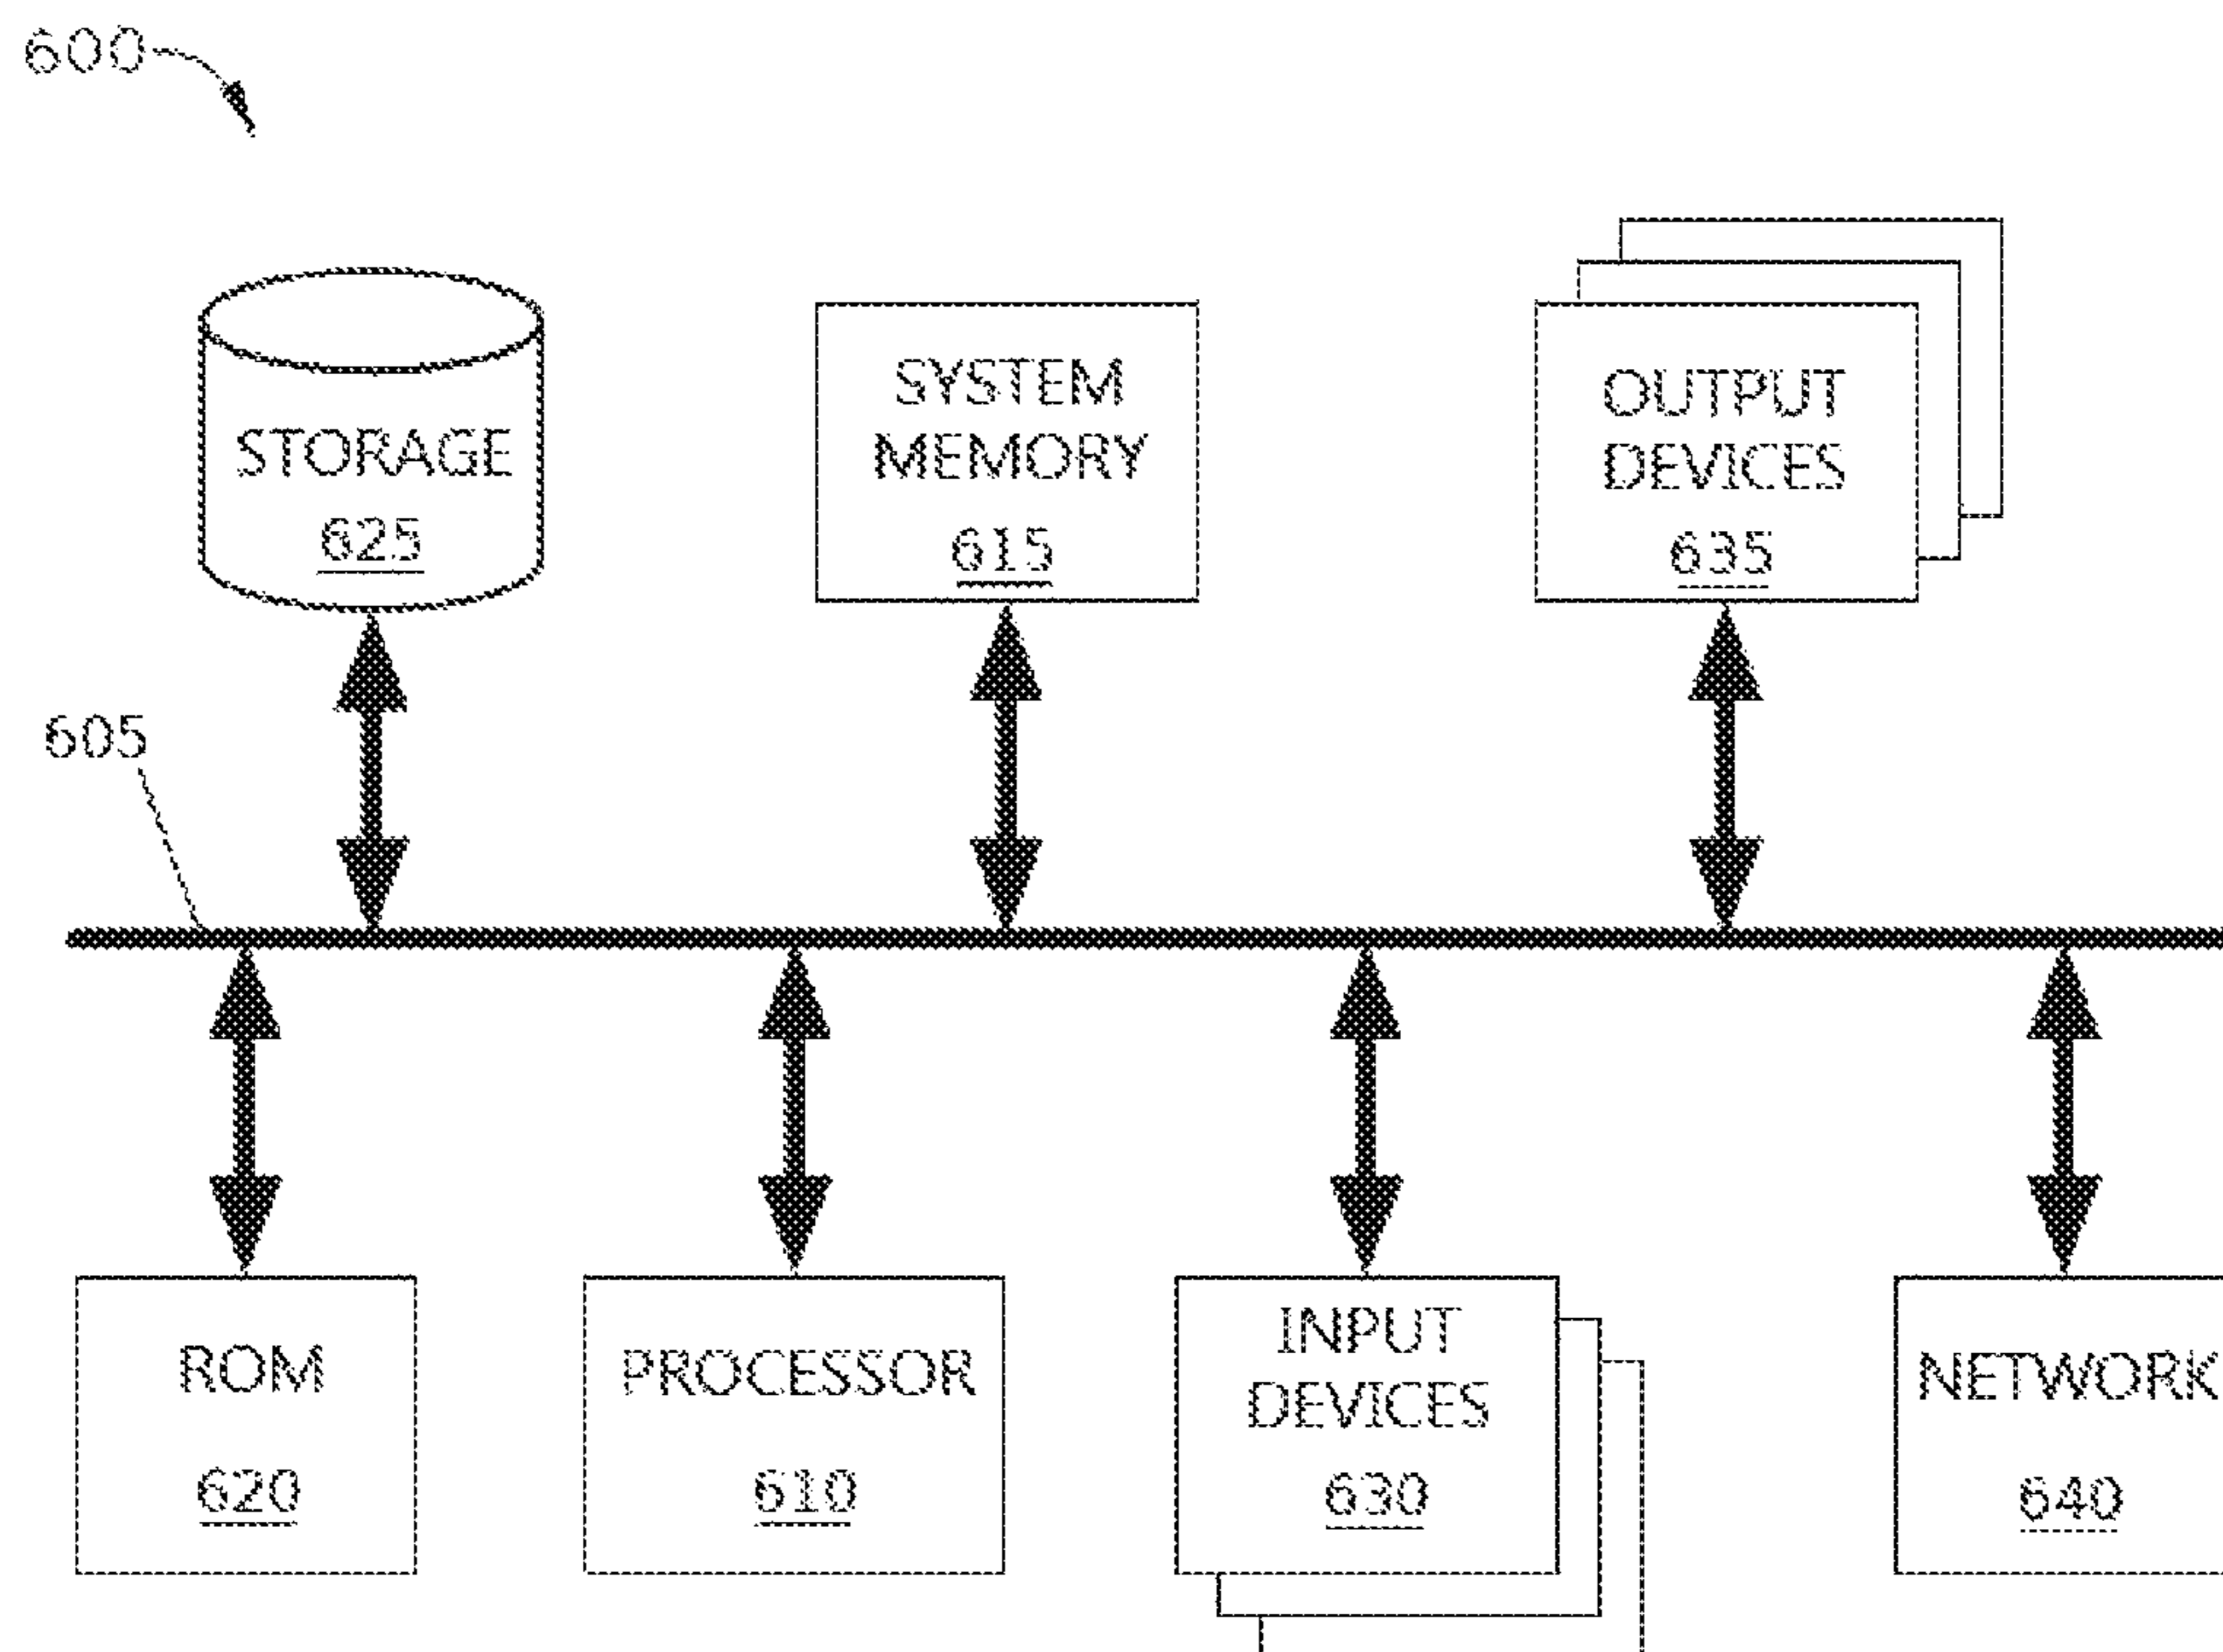 600
STORAGE
625
SYSTEM
MEMORY
615
OUTPUT
DEVICES
635
605
ROM
620
PROCESSOR
610
INPUT
DEVICES
630
NETWORK
640